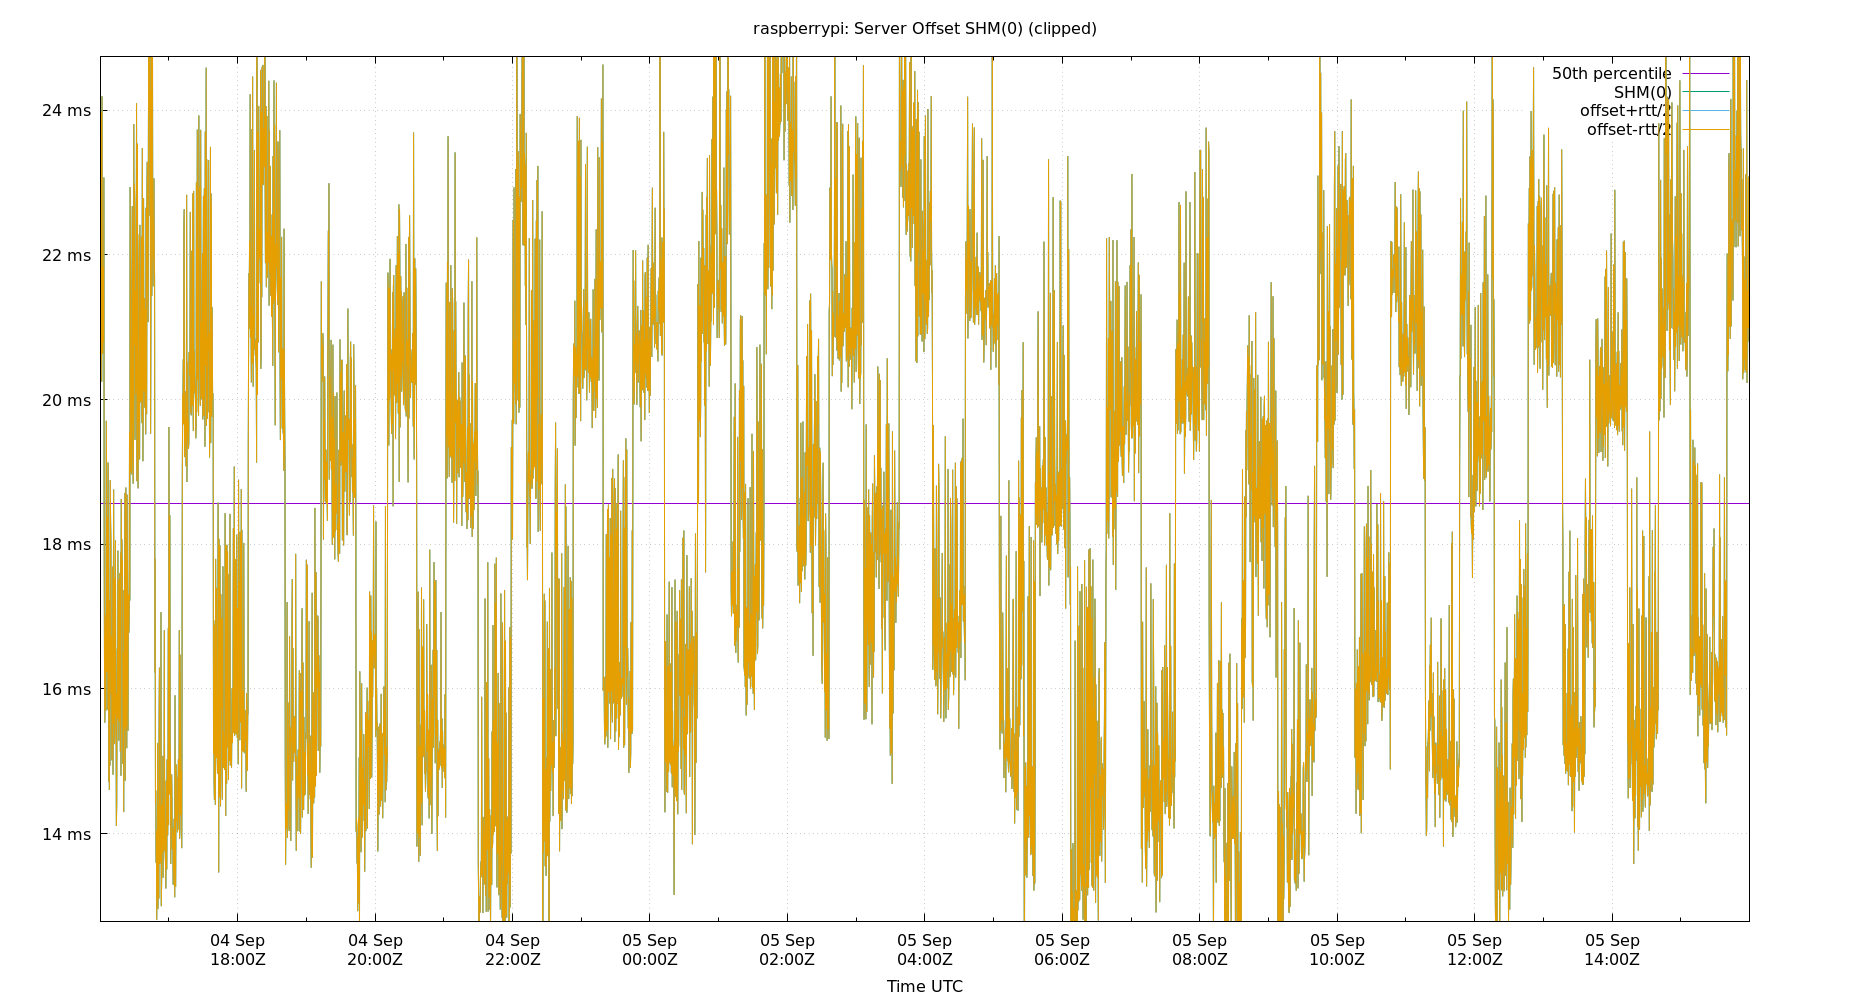 raspberrypi: Server Offset SHM(0) (clipped)
50th percentile
SHM(0)
offset+rtt/2
offset-rtt/2
24 ms
22 ms
20 ms
18 ms
16 ms
14 ms
04 Sep 04 Sep 04 Sep 05 Sep 05 Sep 05 Sep 05 Sep 05 Sep 05 Sep 05 Sep 05 Sep
18:00Z 20:00Z 22:00Z 00:00Z 02:00Z 04:00Z 06:00Z 08:00Z 10:00Z 12:00Z 14:00Z
Time UTC